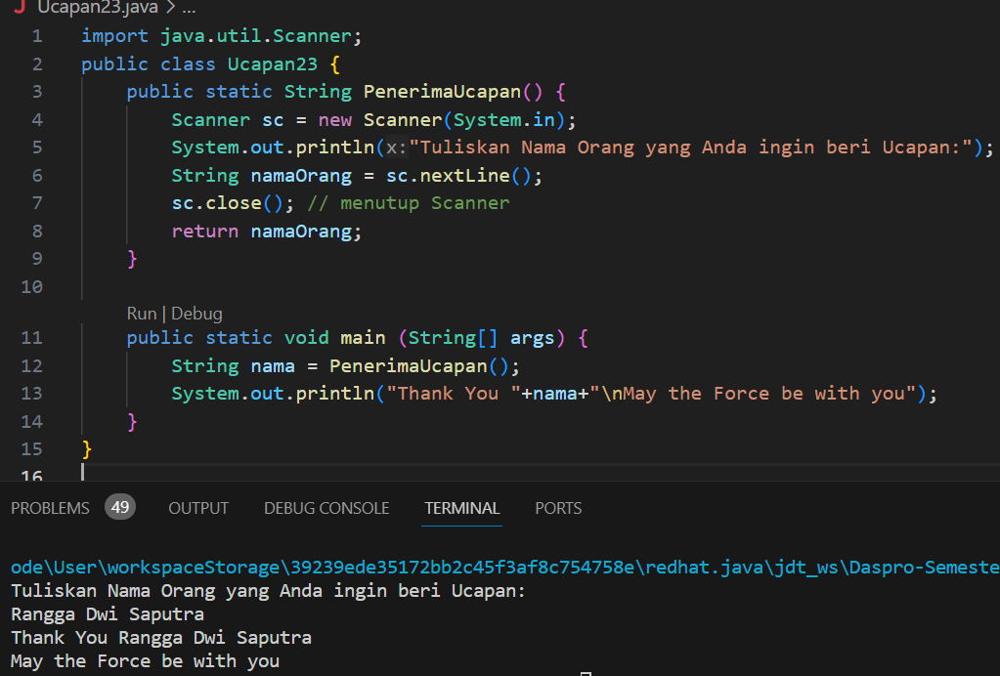 J Ucapan23.java > ...
1 import java.util.Scanner;
2 public class Ucapan23 {
3 public static String PenerimaUcapan() {
4 Scanner sc = new Scanner(System.in);
5 System.out.println(x:"Tuliskan Nama Orang yang Anda ingin beri Ucapan:");
6 String namaOrang = sc.nextLine();
7 sc.close(); // menutup Scanner
8 return namaOrang;
9 }
10
Run | Debug
11 public static void main (String[] args) {
12 String nama = PenerimaUcapan();
13 System.out.println("Thank You "+nama+"\nMay the Force be with you");
14 }
15 }
16
PROBLEMS 49 OUTPUT DEBUG CONSOLE TERMINAL PORTS
ode\User\workspaceStorage\39239ede35172bb2c45f3af8c754758e\redhat.java\jdt_ws\Daspro-Semeste
Tuliskan Nama Orang yang Anda ingin beri Ucapan:
Rangga Dwi Saputra
Thank You Rangga Dwi Saputra
May the Force be with you